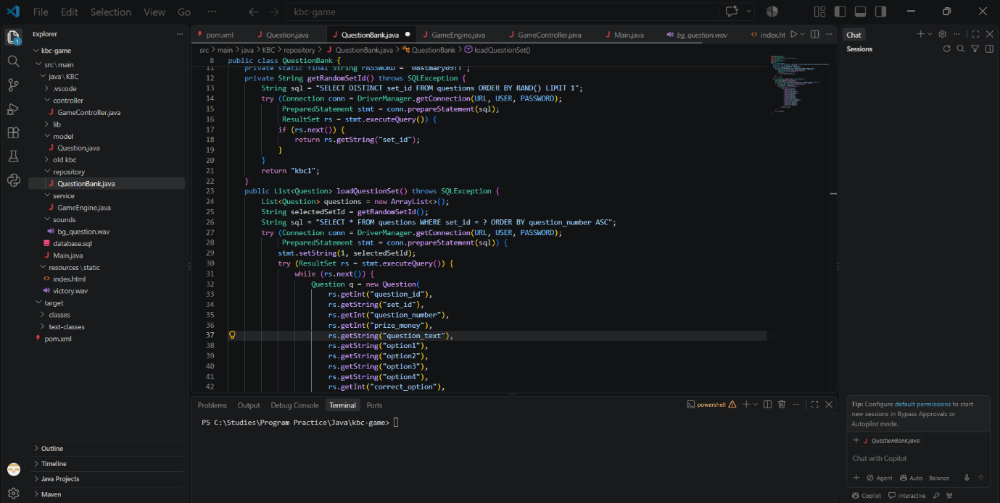 File Edit Selection View Go ··· kbc-game
Explorer ···
kbc-game
src\main
java\KBC
.vscode
controller
GameController.java
lib
model
Question.java
old kbc
repository
QuestionBank.java
service
GameEngine.java
sounds
bg_question.wav
database.sql
Main.java
resources\static
index.html
victory.wav
target
classes
test-classes
pom.xml
Outline
Timeline
Java Projects
Maven
pom.xml Question.java QuestionBank.java GameEngine.java GameController.java Main.java bg_question.wav index.ht
src > main > java > KBC > repository > QuestionBank.java > QuestionBank > loadQuestionSet()
8 public class QuestionBank {
11 private static final String PASSWORD =
12 private String getRandomSetId() throws SQLException {
13 String sql = "SELECT DISTINCT set_id FROM questions ORDER BY RAND() LIMIT 1";
14 try (Connection conn = DriverManager.getConnection(URL, USER, PASSWORD);
15 PreparedStatement stmt = conn.prepareStatement(sql);
16 ResultSet rs = stmt.executeQuery()) {
17 if (rs.next()) {
18 return rs.getString("set_id");
19 }
20 }
21 return "kbc1";
22 }
23 public List<Question> loadQuestionSet() throws SQLException {
24 List<Question> questions = new ArrayList<>();
25 String selectedSetId = getRandomSetId();
26 String sql = "SELECT * FROM questions WHERE set_id = ? ORDER BY question_number ASC";
27 try (Connection conn = DriverManager.getConnection(URL, USER, PASSWORD);
28 PreparedStatement stmt = conn.prepareStatement(sql)) {
29 stmt.setString(1, selectedSetId);
30 try (ResultSet rs = stmt.executeQuery()) {
31 while (rs.next()) {
32 Question q = new Question(
33 rs.getInt("question_id"),
34 rs.getString("set_id"),
35 rs.getInt("question_number"),
36 rs.getInt("prize_money"),
37 rs.getString("question_text"),
38 rs.getString("option1"),
39 rs.getString("option2"),
40 rs.getString("option3"),
41 rs.getString("option4"),
42 rs.getInt("correct_option"),
Problems Output Debug Console Terminal Ports powershell
PS C:\Studies\Program Practice\Java\kbc-game>
Chat
Sessions
Tip: Configure default permissions to start
new sessions in Bypass Approvals or
Autopilot mode.
QuestionBank.java
Chat with Copilot
Agent Auto Balance
Copilot Interactive
1